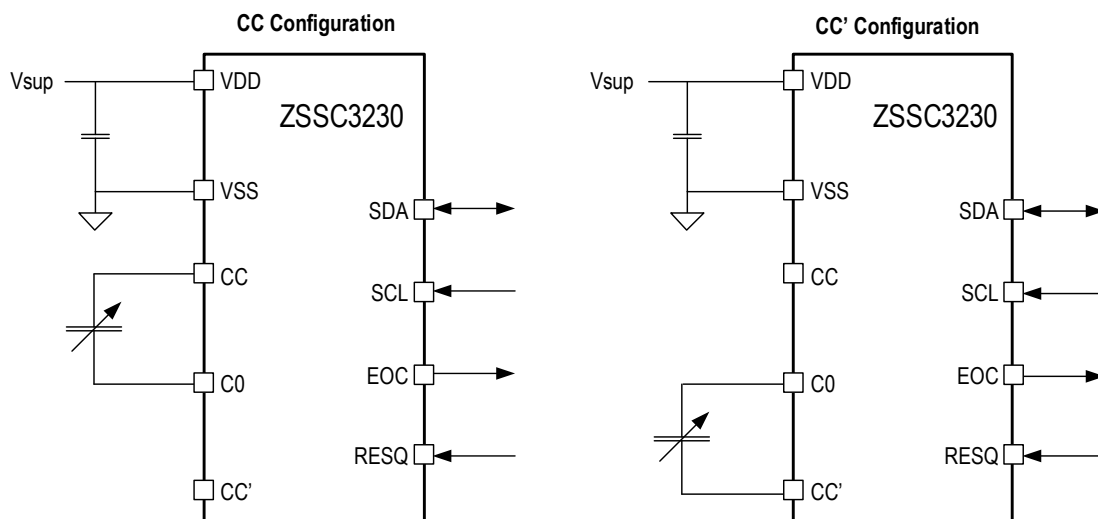 CC Configuration
Vsup
VDD
ZSSC3230
VSS
SDA
CC
SCL
C0
EOC
RESQ
CC'
CC’ Configuration
Vsup
VDD
ZSSC3230
VSS
SDA
CC
SCL
C0
EOC
RESQ
CC’